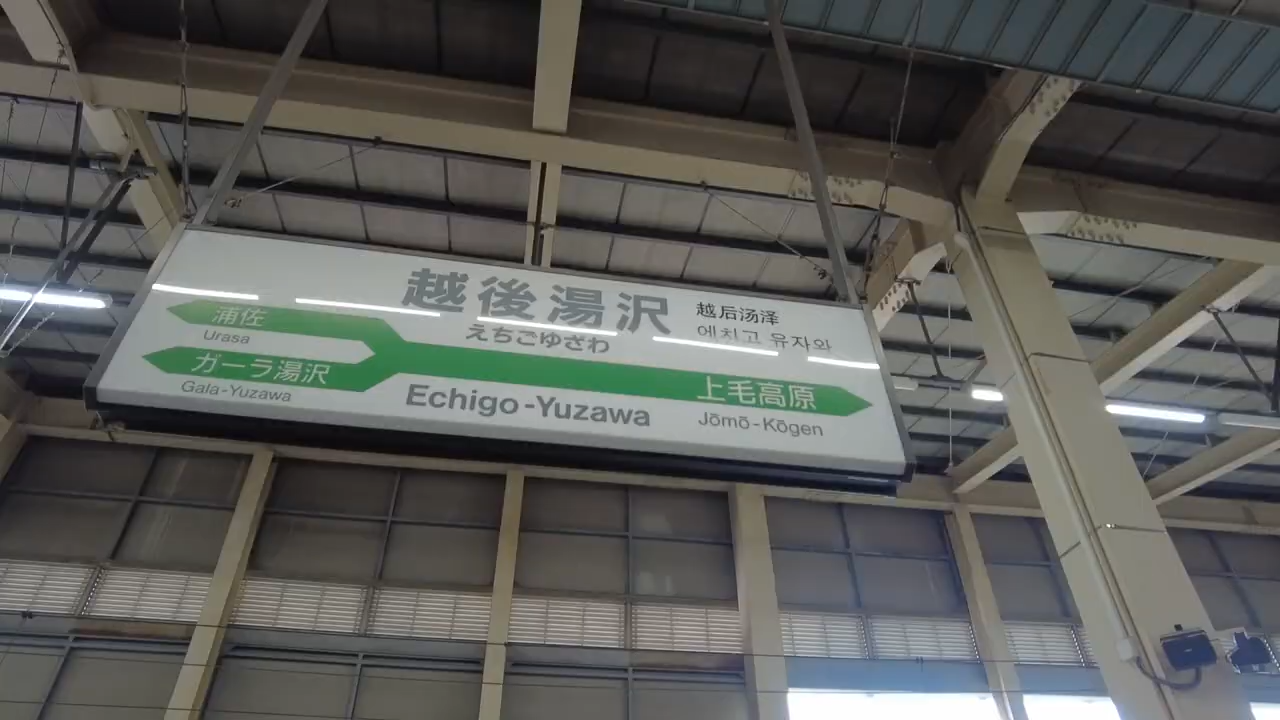 越後湯沢
えちごゆざわ
Echigo-Yuzawa
越后汤泽
에치고 유자와
浦佐
Urasa
ガーラ湯沢
Gala-Yuzawa
上毛高原
Jōmō-Kōgen